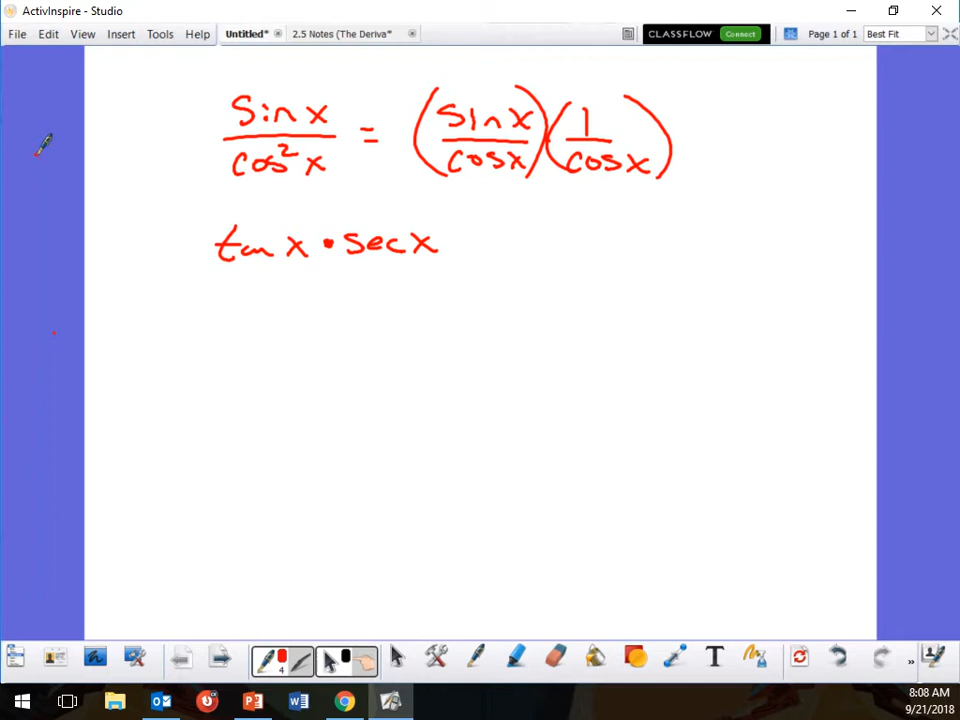 ActivInspire - Studio
File Edit View Insert Tools Help Untitled* 2.5 Notes (The Deriva* CLASSFLOW Connect Page 1 of 1 Best Fit
sin x / cos² x = (sin x / cos x)(1 / cos x)
tan x • sec x
4 T »
8:08 AM
9/21/2018